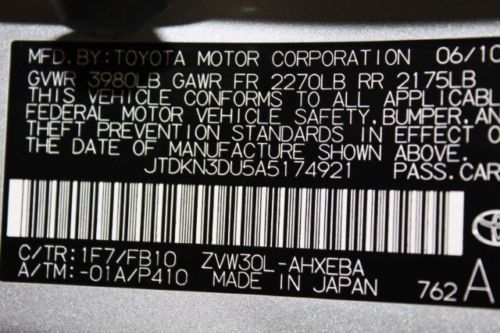 MFD. BY: TOYOTA MOTOR CORPORATION 06/10
GVWR 3980LB GAWR FR 2270LB RR 2175LB
THIS VEHICLE CONFORMS TO ALL APPLICABLE
FEDERAL MOTOR VEHICLE SAFETY, BUMPER, AN
THEFT PREVENTION STANDARDS IN EFFECT O
THE DATE OF MANUFACTURE SHOWN ABOVE.
JTDKN3DU5A5174921 PASS. CAR
C/TR: 1F7/FB10 ZVW30L-AHXEBA
A/TM: -01A/P410 MADE IN JAPAN 762 A